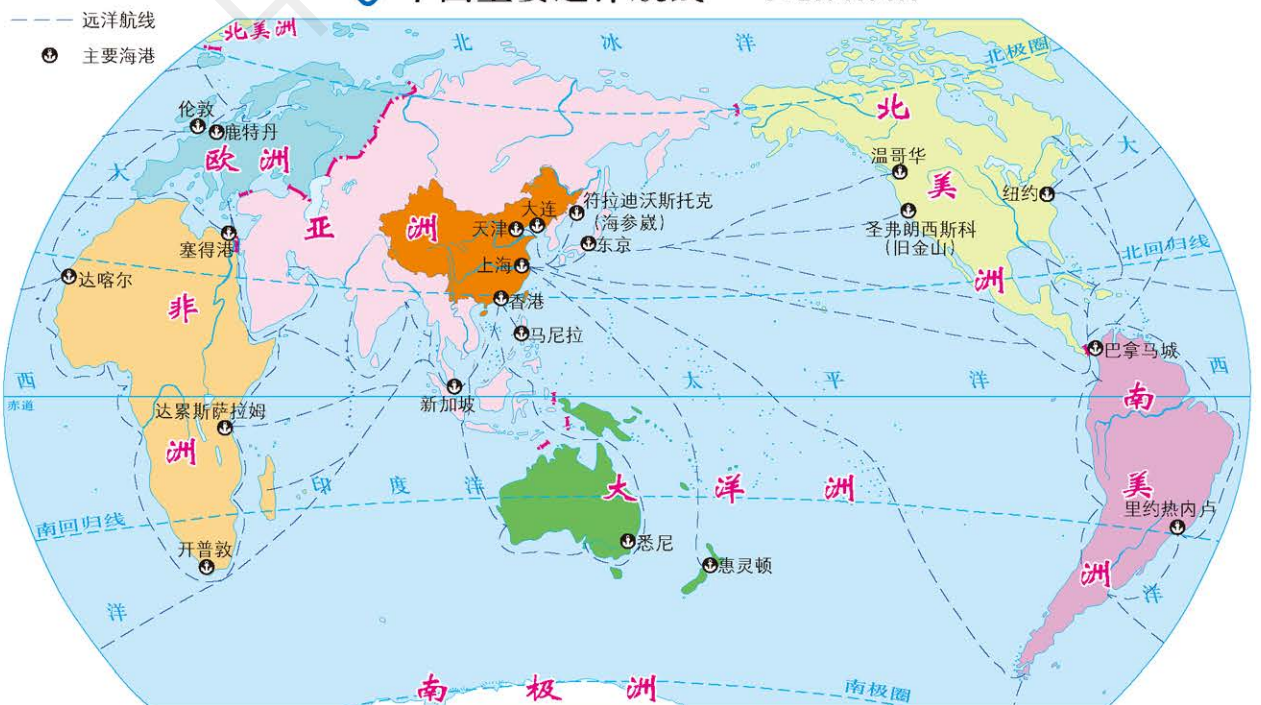 远洋航线
主要海港
北美洲
北 冰 洋
北极圈
伦敦
鹿特丹
欧 洲
大
亚 洲
大连
天津
上海
香港
符拉迪沃斯托克
(海参崴)
东京
马尼拉
新加坡
塞得港
达喀尔
非
洲
达累斯萨拉姆
开普敦
西
赤道
洋
印 度 洋
南回归线
太 平 洋
大 洋 洲
悉尼
惠灵顿
北
美
洲
温哥华
圣弗朗西斯科
(旧金山)
纽约
大
北回归线
巴拿马城
西
南
美
洲
里约热内卢
洋
南 极 洲
南极圈